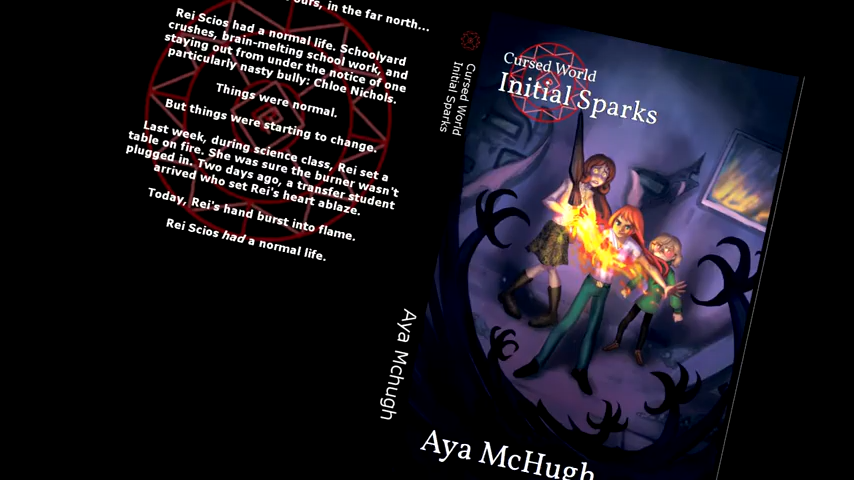 ours, in the far north...
Rei Scios had a normal life. Schoolyard
crushes, brain-melting school work, and
staying out from under the notice of one
particularly nasty bully: Chloe Nichols.
Things were normal.
But things were starting to change.
Last week, during science class, Rei set a
table on fire. She was sure the burner wasn't
plugged in. Two days ago, a transfer student
arrived who set Rei's heart ablaze.
Today, Rei's hand burst into flame.
Rei Scios had a normal life.
Cursed World
Initial Sparks
Aya Mchugh
Cursed World
Initial Sparks
Aya McHugh